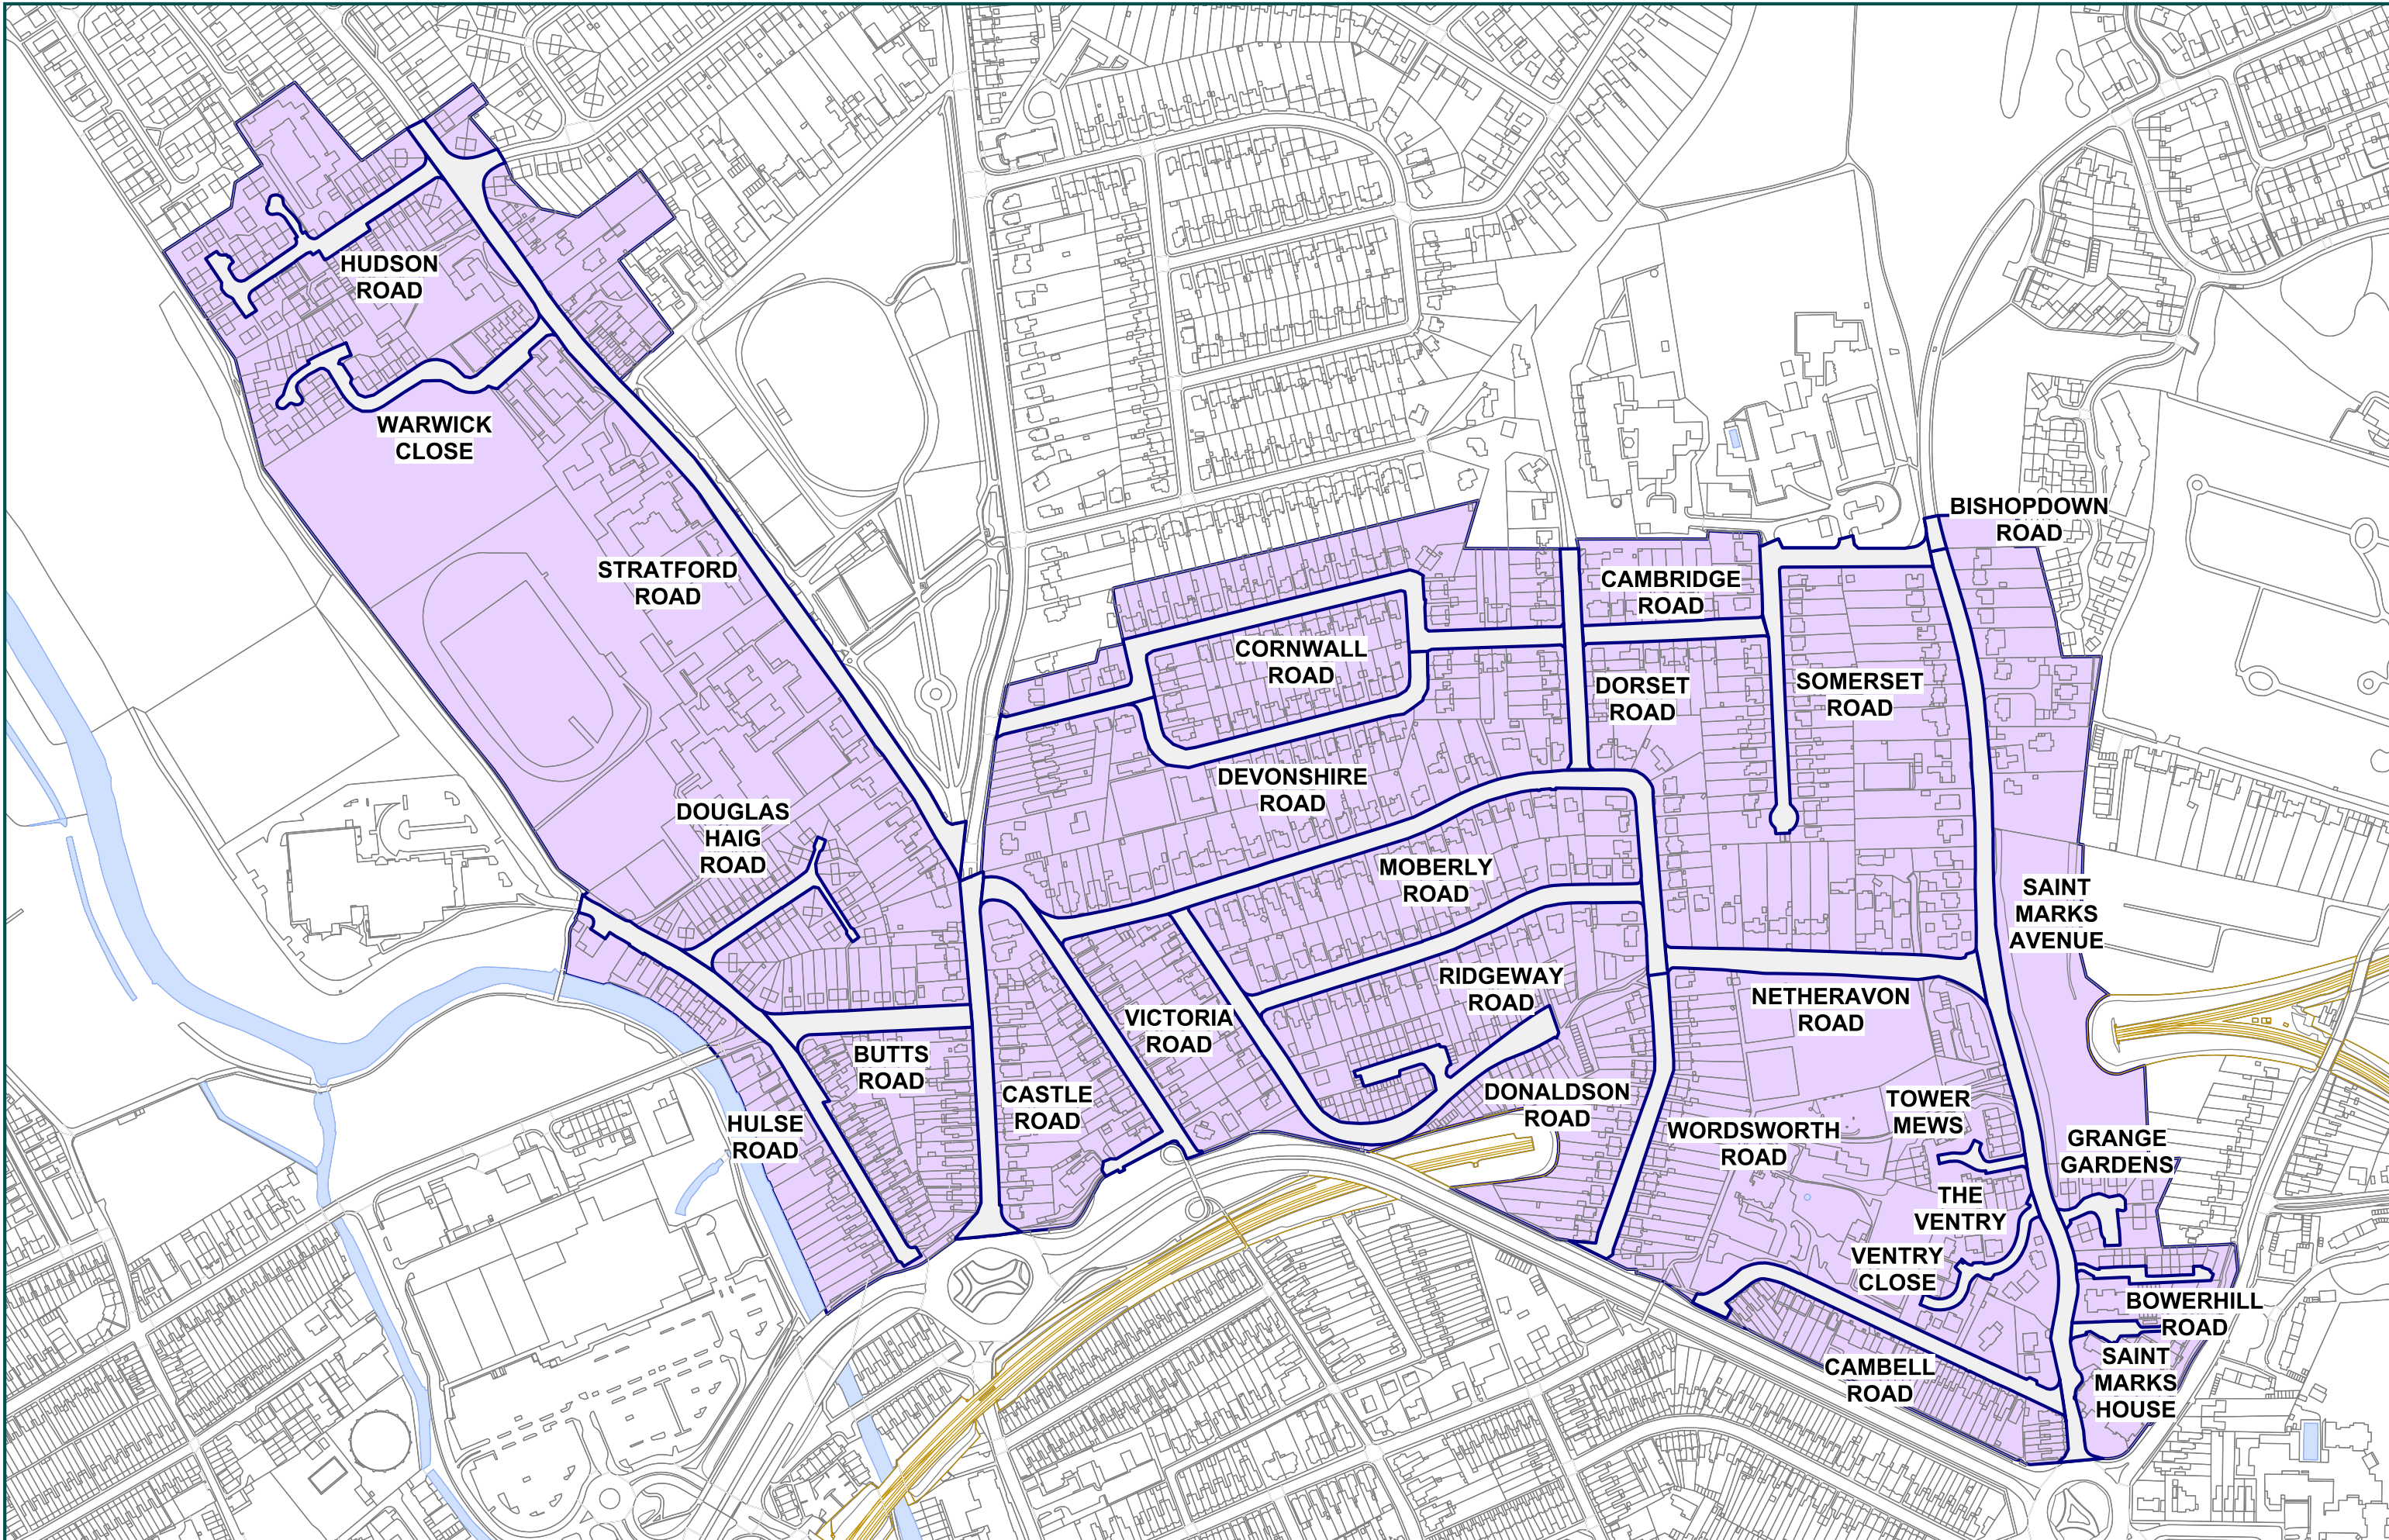 HUDSON
ROAD
WARWICK
CLOSE
STRATFORD
ROAD
BISHOPDOWN
ROAD
CAMBRIDGE
ROAD
CORNWALL
ROAD
DORSET
ROAD
SOMERSET
ROAD
DEVONSHIRE
ROAD
DOUGLAS
HAIG
ROAD
MOBERLY
ROAD
SAINT
MARKS
AVENUE
RIDGEWAY
ROAD
NETHERAVON
ROAD
VICTORIA
ROAD
BUTTS
ROAD
CASTLE
ROAD
DONALDSON
ROAD
TOWER
MEWS
HULSE
ROAD
WORDSWORTH
ROAD
GRANGE
GARDENS
THE
VENTRY
VENTRY
CLOSE
BOWERHILL
ROAD
CAMBELL
ROAD
SAINT
MARKS
HOUSE